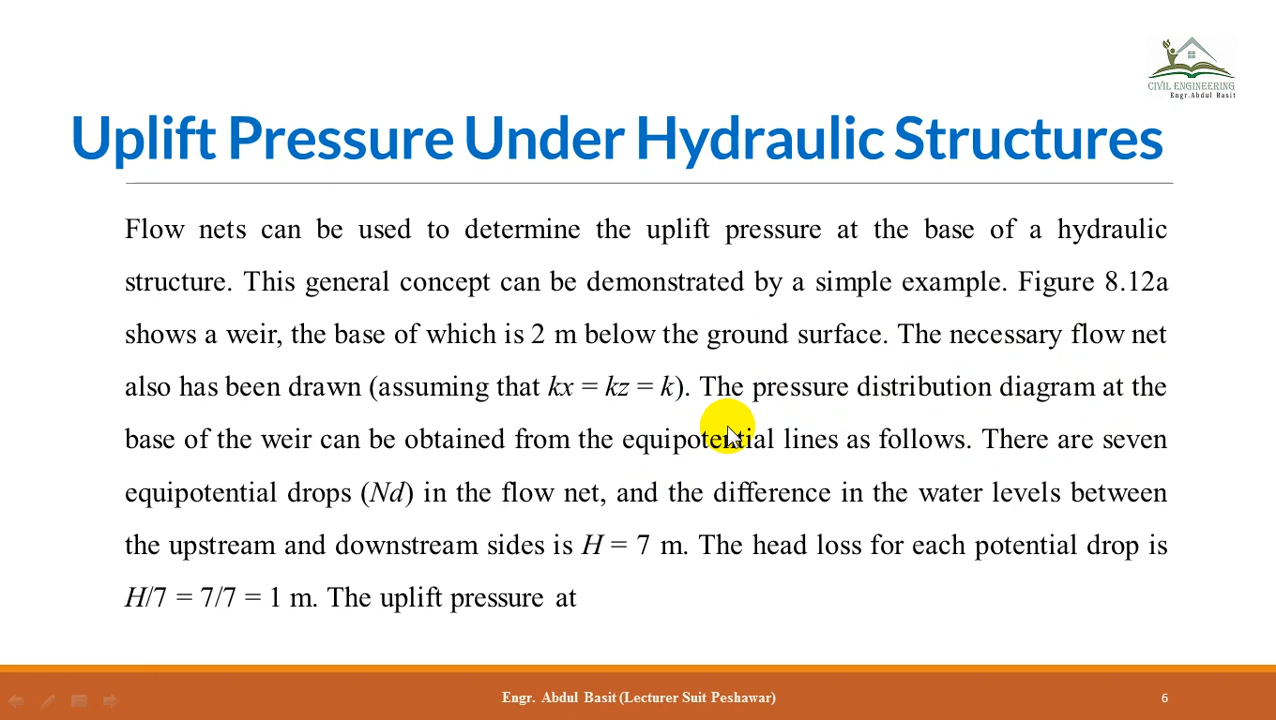 CIVIL ENGINEERING
Engr.Abdul Basit
Uplift Pressure Under Hydraulic Structures
Flow nets can be used to determine the uplift pressure at the base of a hydraulic
structure. This general concept can be demonstrated by a simple example. Figure 8.12a
shows a weir, the base of which is 2 m below the ground surface. The necessary flow net
also has been drawn (assuming that kx = kz = k). The pressure distribution diagram at the
base of the weir can be obtained from the equipotential lines as follows. There are seven
equipotential drops (Nd) in the flow net, and the difference in the water levels between
the upstream and downstream sides is H = 7 m. The head loss for each potential drop is
H/7 = 7/7 = 1 m. The uplift pressure at
Engr. Abdul Basit (Lecturer Suit Peshawar)
6